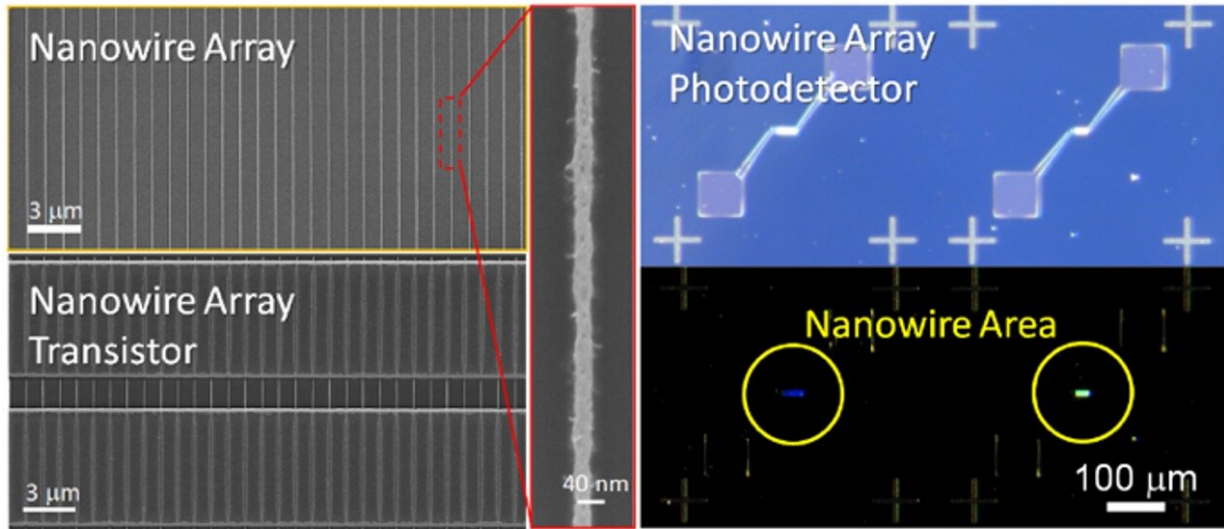 Nanowire Array
3 μm
Nanowire Array
Transistor
3 μm
40 nm
Nanowire Array
Photodetector
Nanowire Area
100 μm